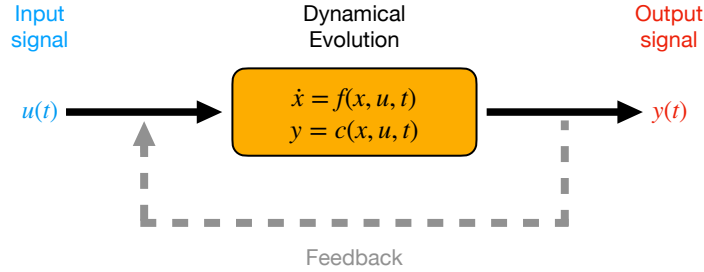 Input
signal
Dynamical
Evolution
Output
signal
u(t)
ẋ = f(x, u, t)
y = c(x, u, t)
y(t)
Feedback